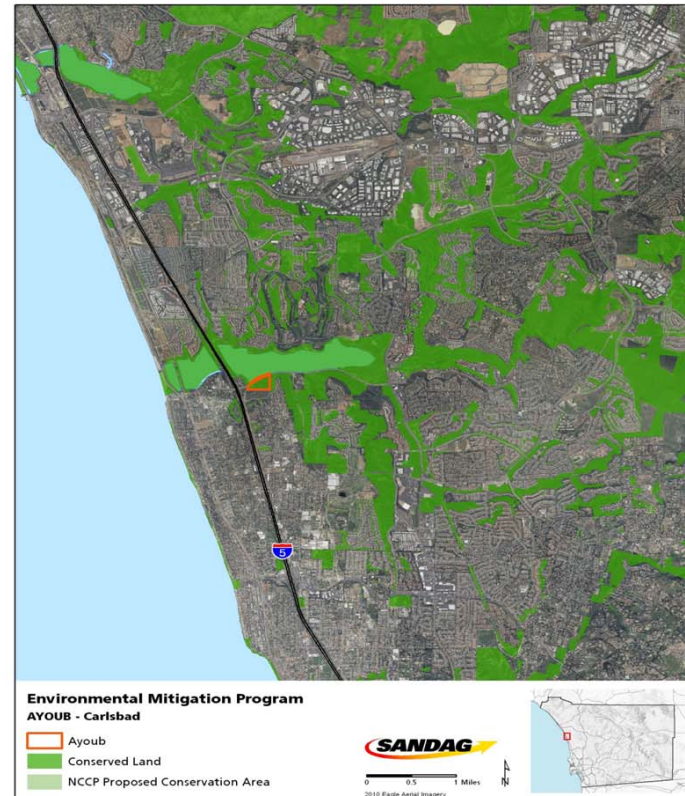 5
Environmental Mitigation Program
AYOUB - Carlsbad
Ayoub
Conserved Land
NCCP Proposed Conservation Area
SANDAG
N
0 0.5 1 Miles
2010 Eagle Aerial Imagery